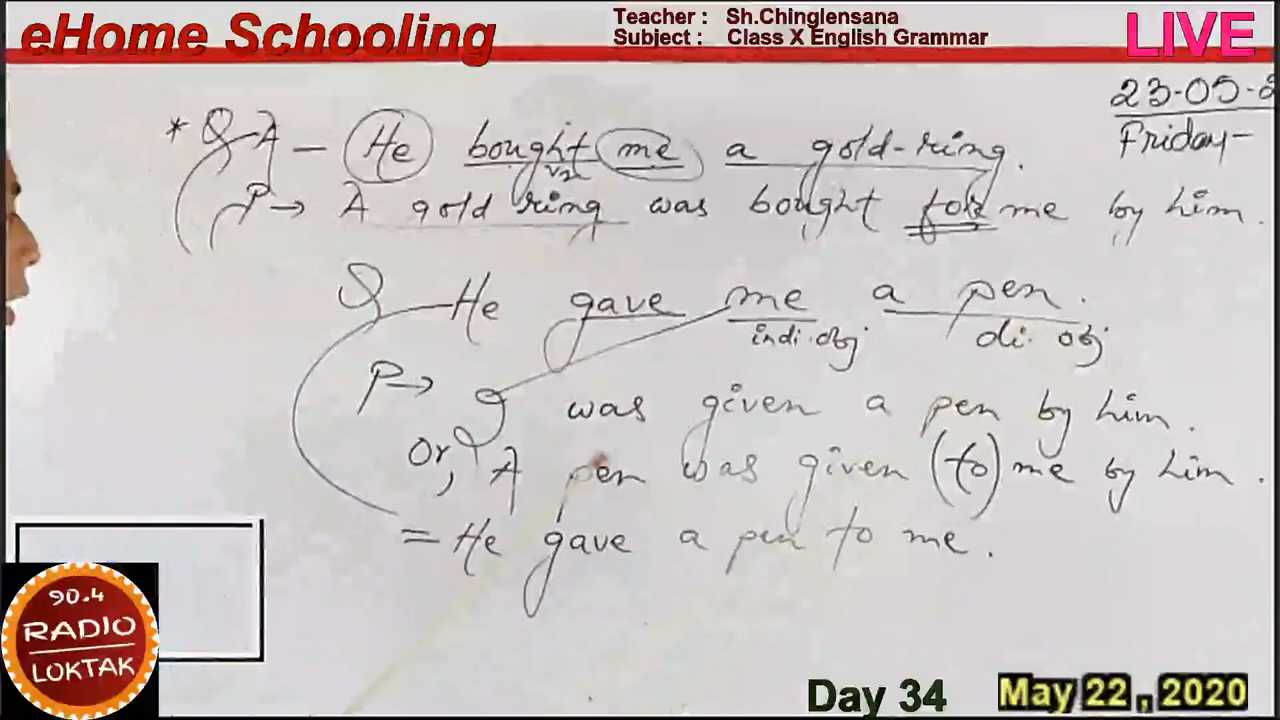 eHome Schooling
Teacher : Sh.Chinglensana
Subject : Class X English Grammar
LIVE
23-05-2
Friday-
* Q A – He bought me a gold-ring.
V2
P → A gold ring was bought for me by him.
Q – He gave me a pen.
indi. obj di. obj
P → I was given a pen by him.
Or, A pen was given (to) me by him.
= He gave a pen to me.
90.4
RADIO
LOKTAK
Day 34
May 22 , 2020